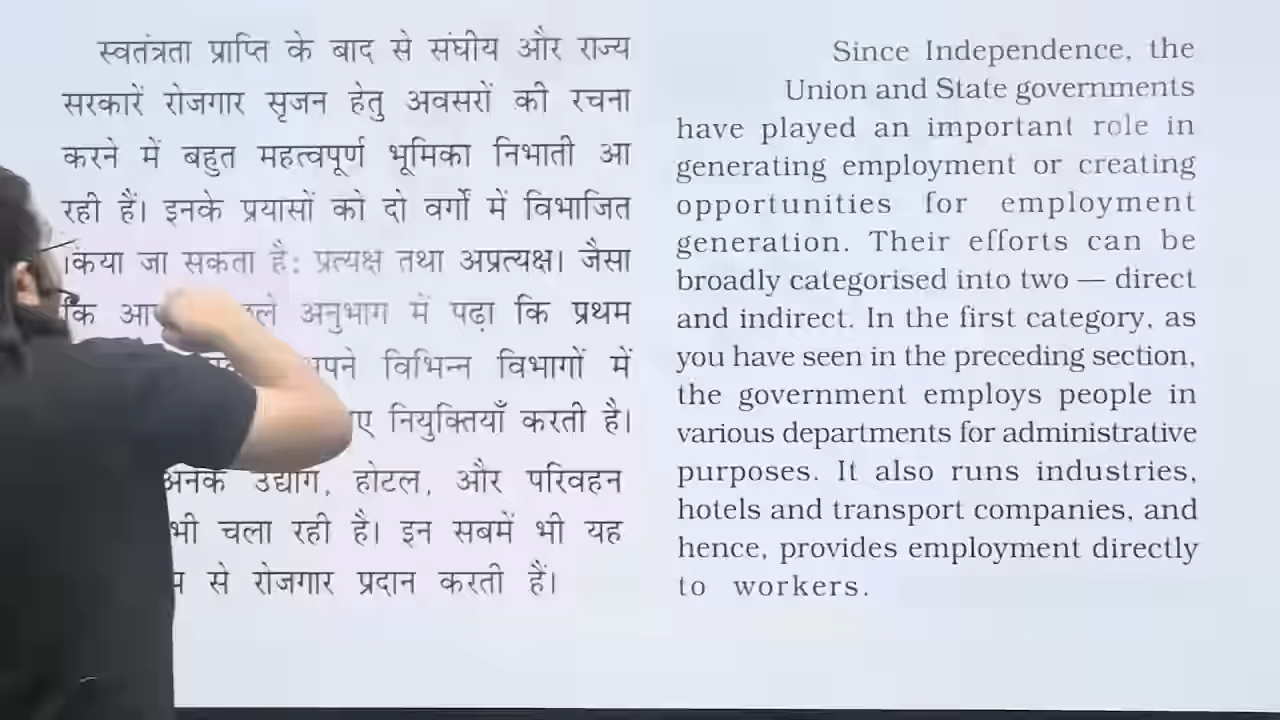 स्वतंत्रता प्राप्ति के बाद से संघीय और राज्य
सरकारें रोजगार सृजन हेतु अवसरों की रचना
करने में बहुत महत्वपूर्ण भूमिका निभाती आ
रही हैं। इनके प्रयासों को दो वर्गों में विभाजित
किया जा सकता है: प्रत्यक्ष तथा अप्रत्यक्ष। जैसा
कि अनुभाग में पढ़ा कि प्रथम
विभिन्न विभागों में
नियुक्तियाँ करती है।
अनेक उद्योग, होटल, और परिवहन
भी चला रही है। इन सबमें भी यह
से रोजगार प्रदान करती हैं।
Since Independence, the
Union and State governments
have played an important role in
generating employment or creating
opportunities for employment
generation. Their efforts can be
broadly categorised into two — direct
and indirect. In the first category, as
you have seen in the preceding section,
the government employs people in
various departments for administrative
purposes. It also runs industries,
hotels and transport companies, and
hence, provides employment directly
to workers.